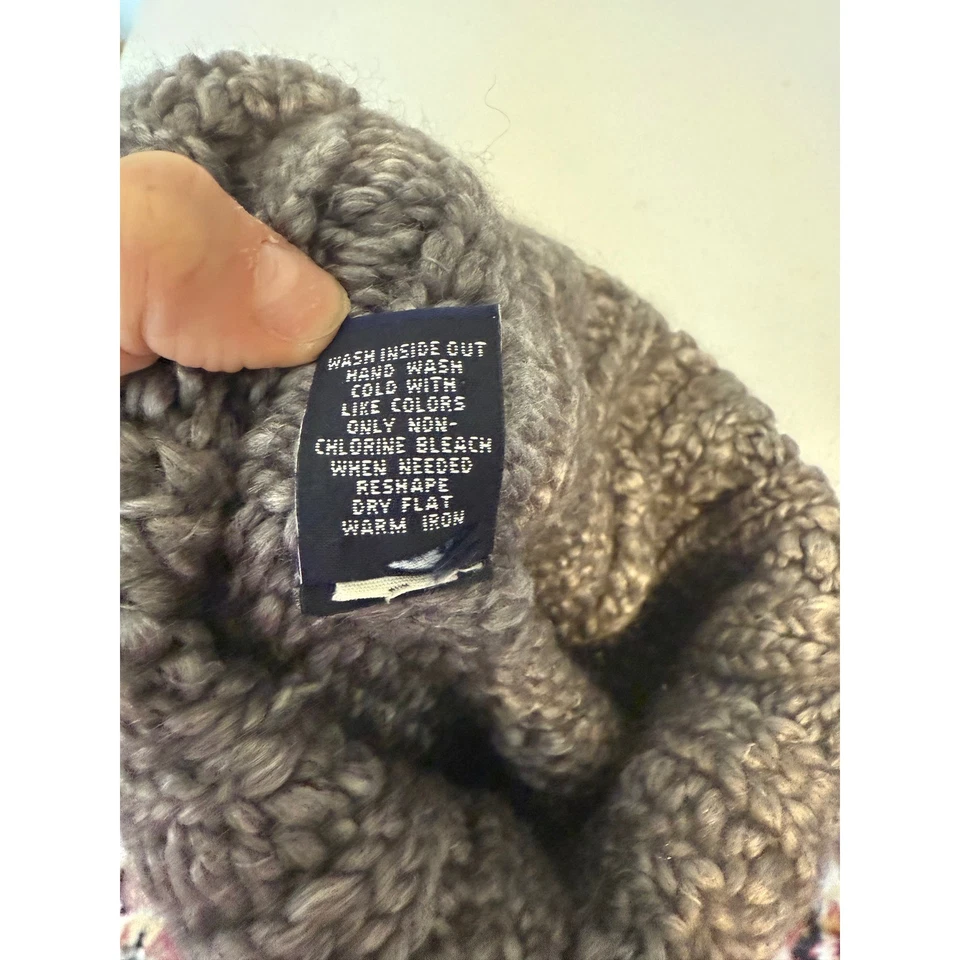 WASH INSIDE OUT
HAND WASH
COLD WITH
LIKE COLORS
ONLY NON-
CHLORINE BLEACH
WHEN NEEDED
RESHAPE
DRY FLAT
WARM IRON